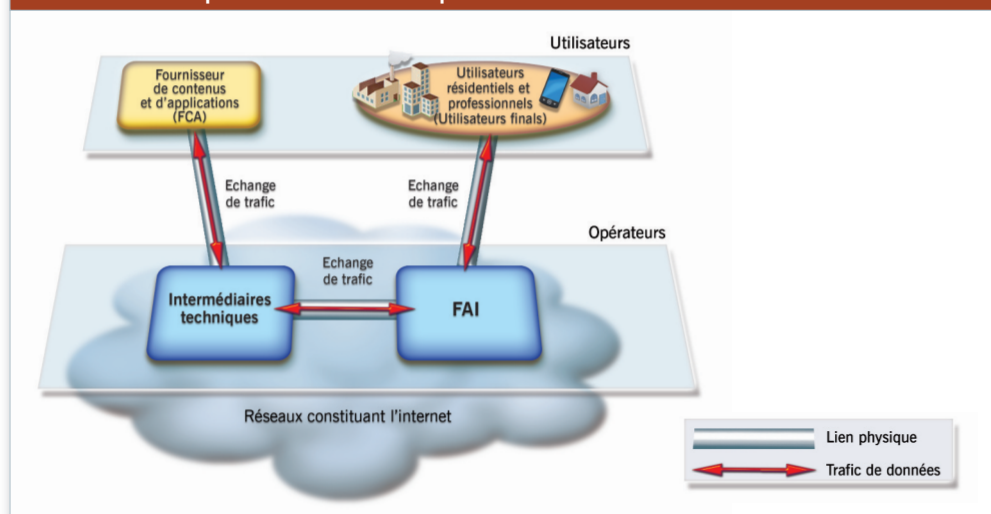 Utilisateurs
Fournisseur
de contenus
et d'applications
(FCA)
Utilisateurs
résidentiels et
professionnels
(Utilisateurs finals)
Echange
de trafic
Echange
de trafic
Opérateurs
Echange
de trafic
Intermédiaires
techniques
FAI
Réseaux constituant l'internet
Lien physique
Trafic de données